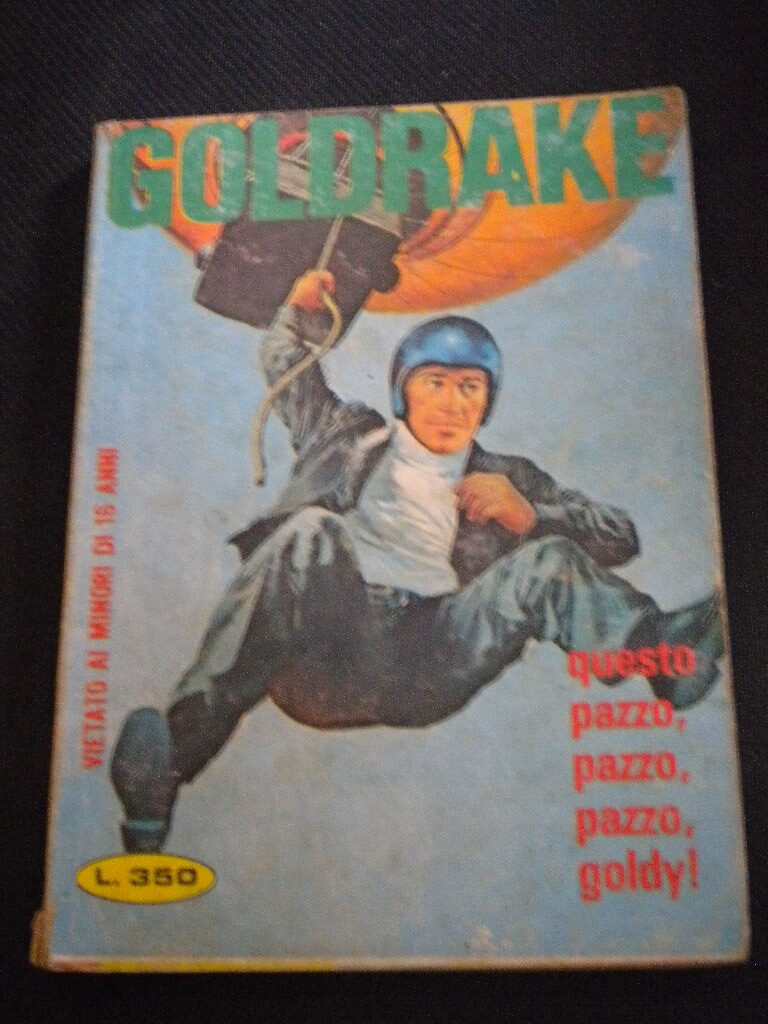 GOLDRAKE
VIETATO AI MINORI DI 16 ANNI
questo
pazzo,
pazzo,
pazzo,
goldy!
L. 350